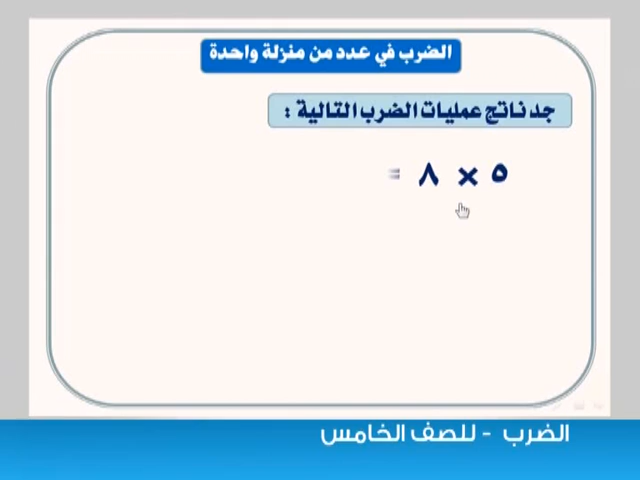 الضرب في عدد من منزلة واحدة
جد ناتج عمليات الضرب التالية :
٥ × ٨ =
الضرب - للصف الخامس